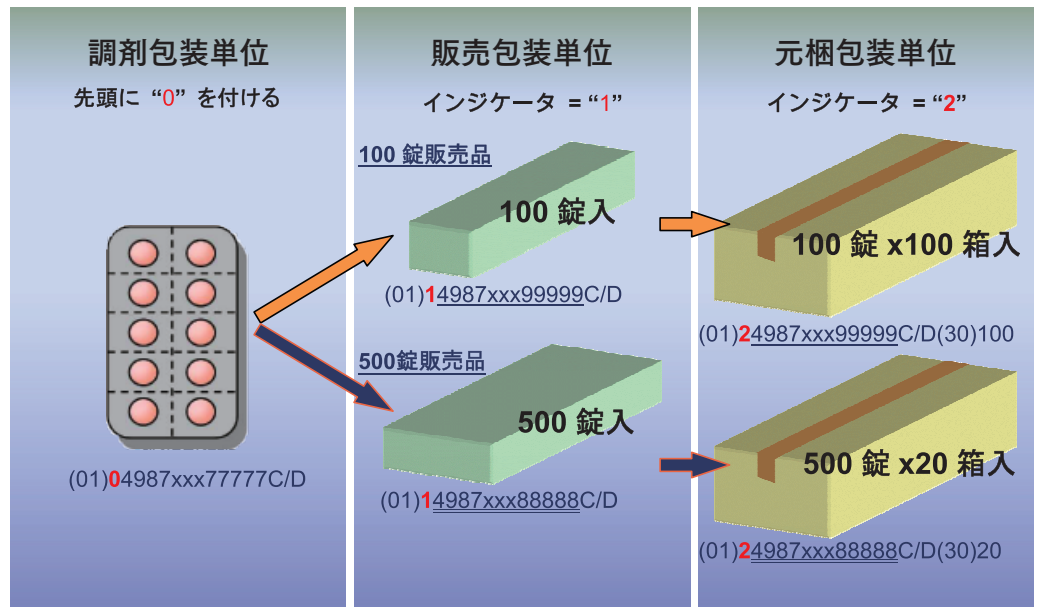 調剤包装単位
先頭に “0” を付ける
(01)04987xxx77777C/D
販売包装単位
インジケータ = “1”
100 錠販売品
100 錠入
(01)14987xxx99999C/D
500錠販売品
500 錠入
(01)14987xxx88888C/D
元梱包装単位
インジケータ = “2”
100 錠 x100 箱入
(01)24987xxx99999C/D(30)100
500 錠 x20 箱入
(01)24987xxx88888C/D(30)20